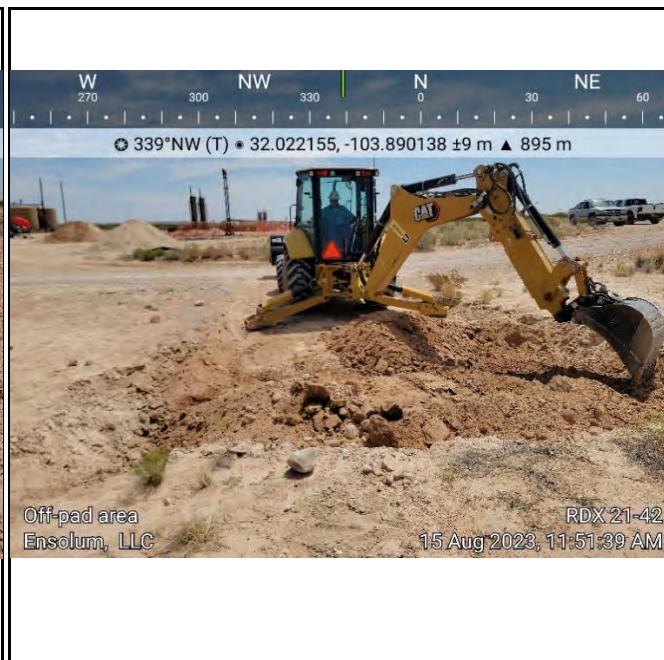 W NW N NE
270 300 330 0 30 60
339°NW (T) 32.022155, -103.890138 ±9 m ▲ 895 m
CAT
Off-pad area RDX 21-42
Ensolum, LLC 15 Aug 2023, 11:51:39 AM